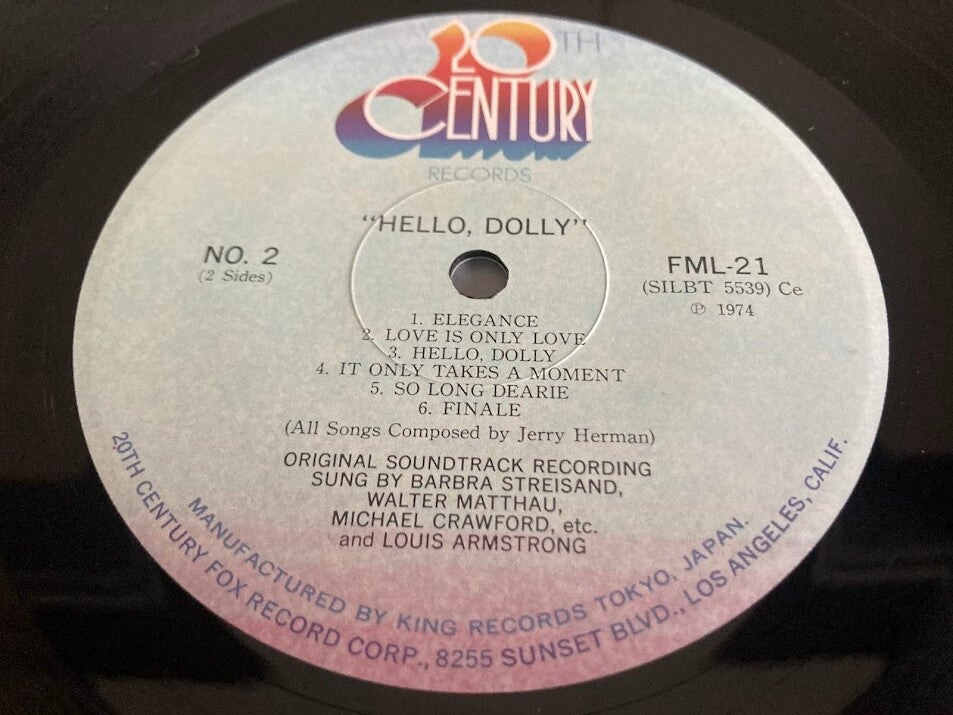 20TH
CENTURY
RECORDS
"HELLO, DOLLY"
NO. 2
(2 Sides)
FML-21
(SILBT 5539) Ce
℗ 1974
1. ELEGANCE
2. LOVE IS ONLY LOVE
3. HELLO, DOLLY
4. IT ONLY TAKES A MOMENT
5. SO LONG DEARIE
6. FINALE
(All Songs Composed by Jerry Herman)
ORIGINAL SOUNDTRACK RECORDING
SUNG BY BARBRA STREISAND,
WALTER MATTHAU,
MICHAEL CRAWFORD, etc.
and LOUIS ARMSTRONG
MANUFACTURED BY KING RECORDS TOKYO, JAPAN.
20TH CENTURY FOX RECORD CORP., 8255 SUNSET BLVD., LOS ANGELES, CALIF.